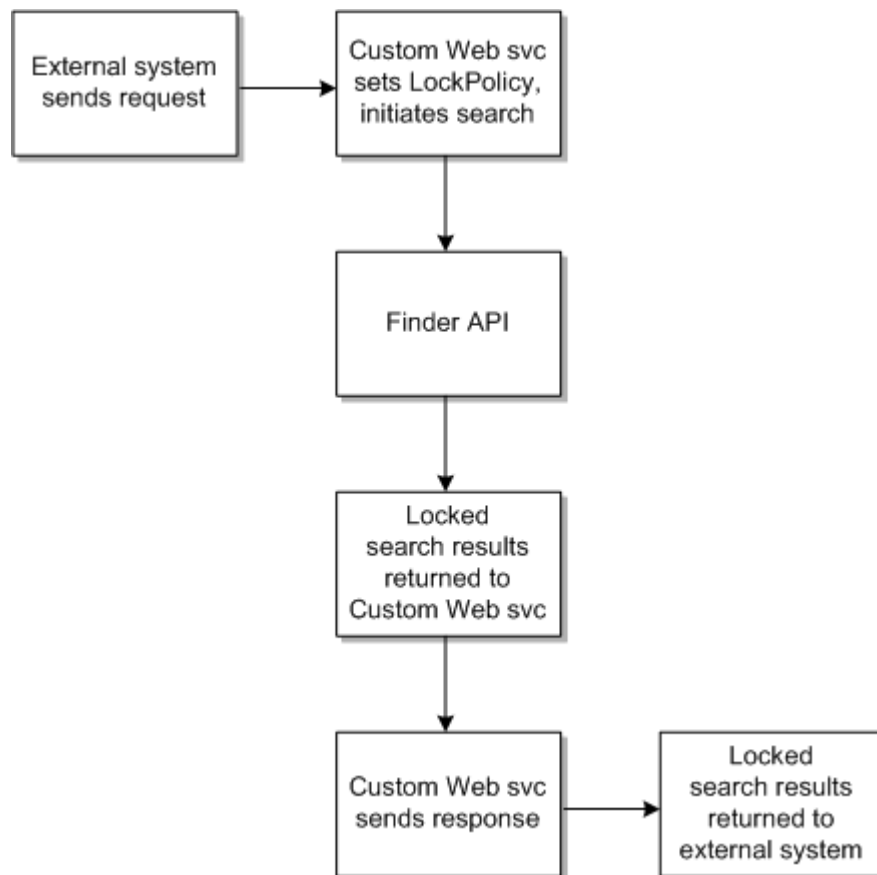 External system
sends request
Custom Web svc
sets LockPolicy,
initiates search
Finder API
Locked
search results
returned to
Custom Web svc
Custom Web svc
sends response
Locked
search results
returned to
external system